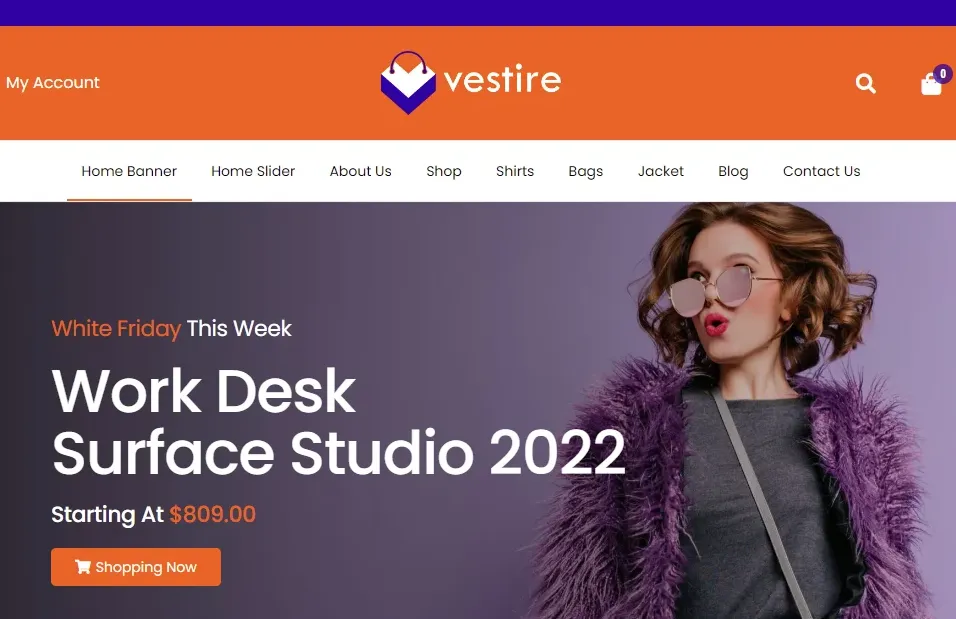 My Account
vestire
0
Home Banner Home Slider About Us Shop Shirts Bags Jacket Blog Contact Us
White Friday This Week
Work Desk
Surface Studio 2022
Starting At $809.00
Shopping Now